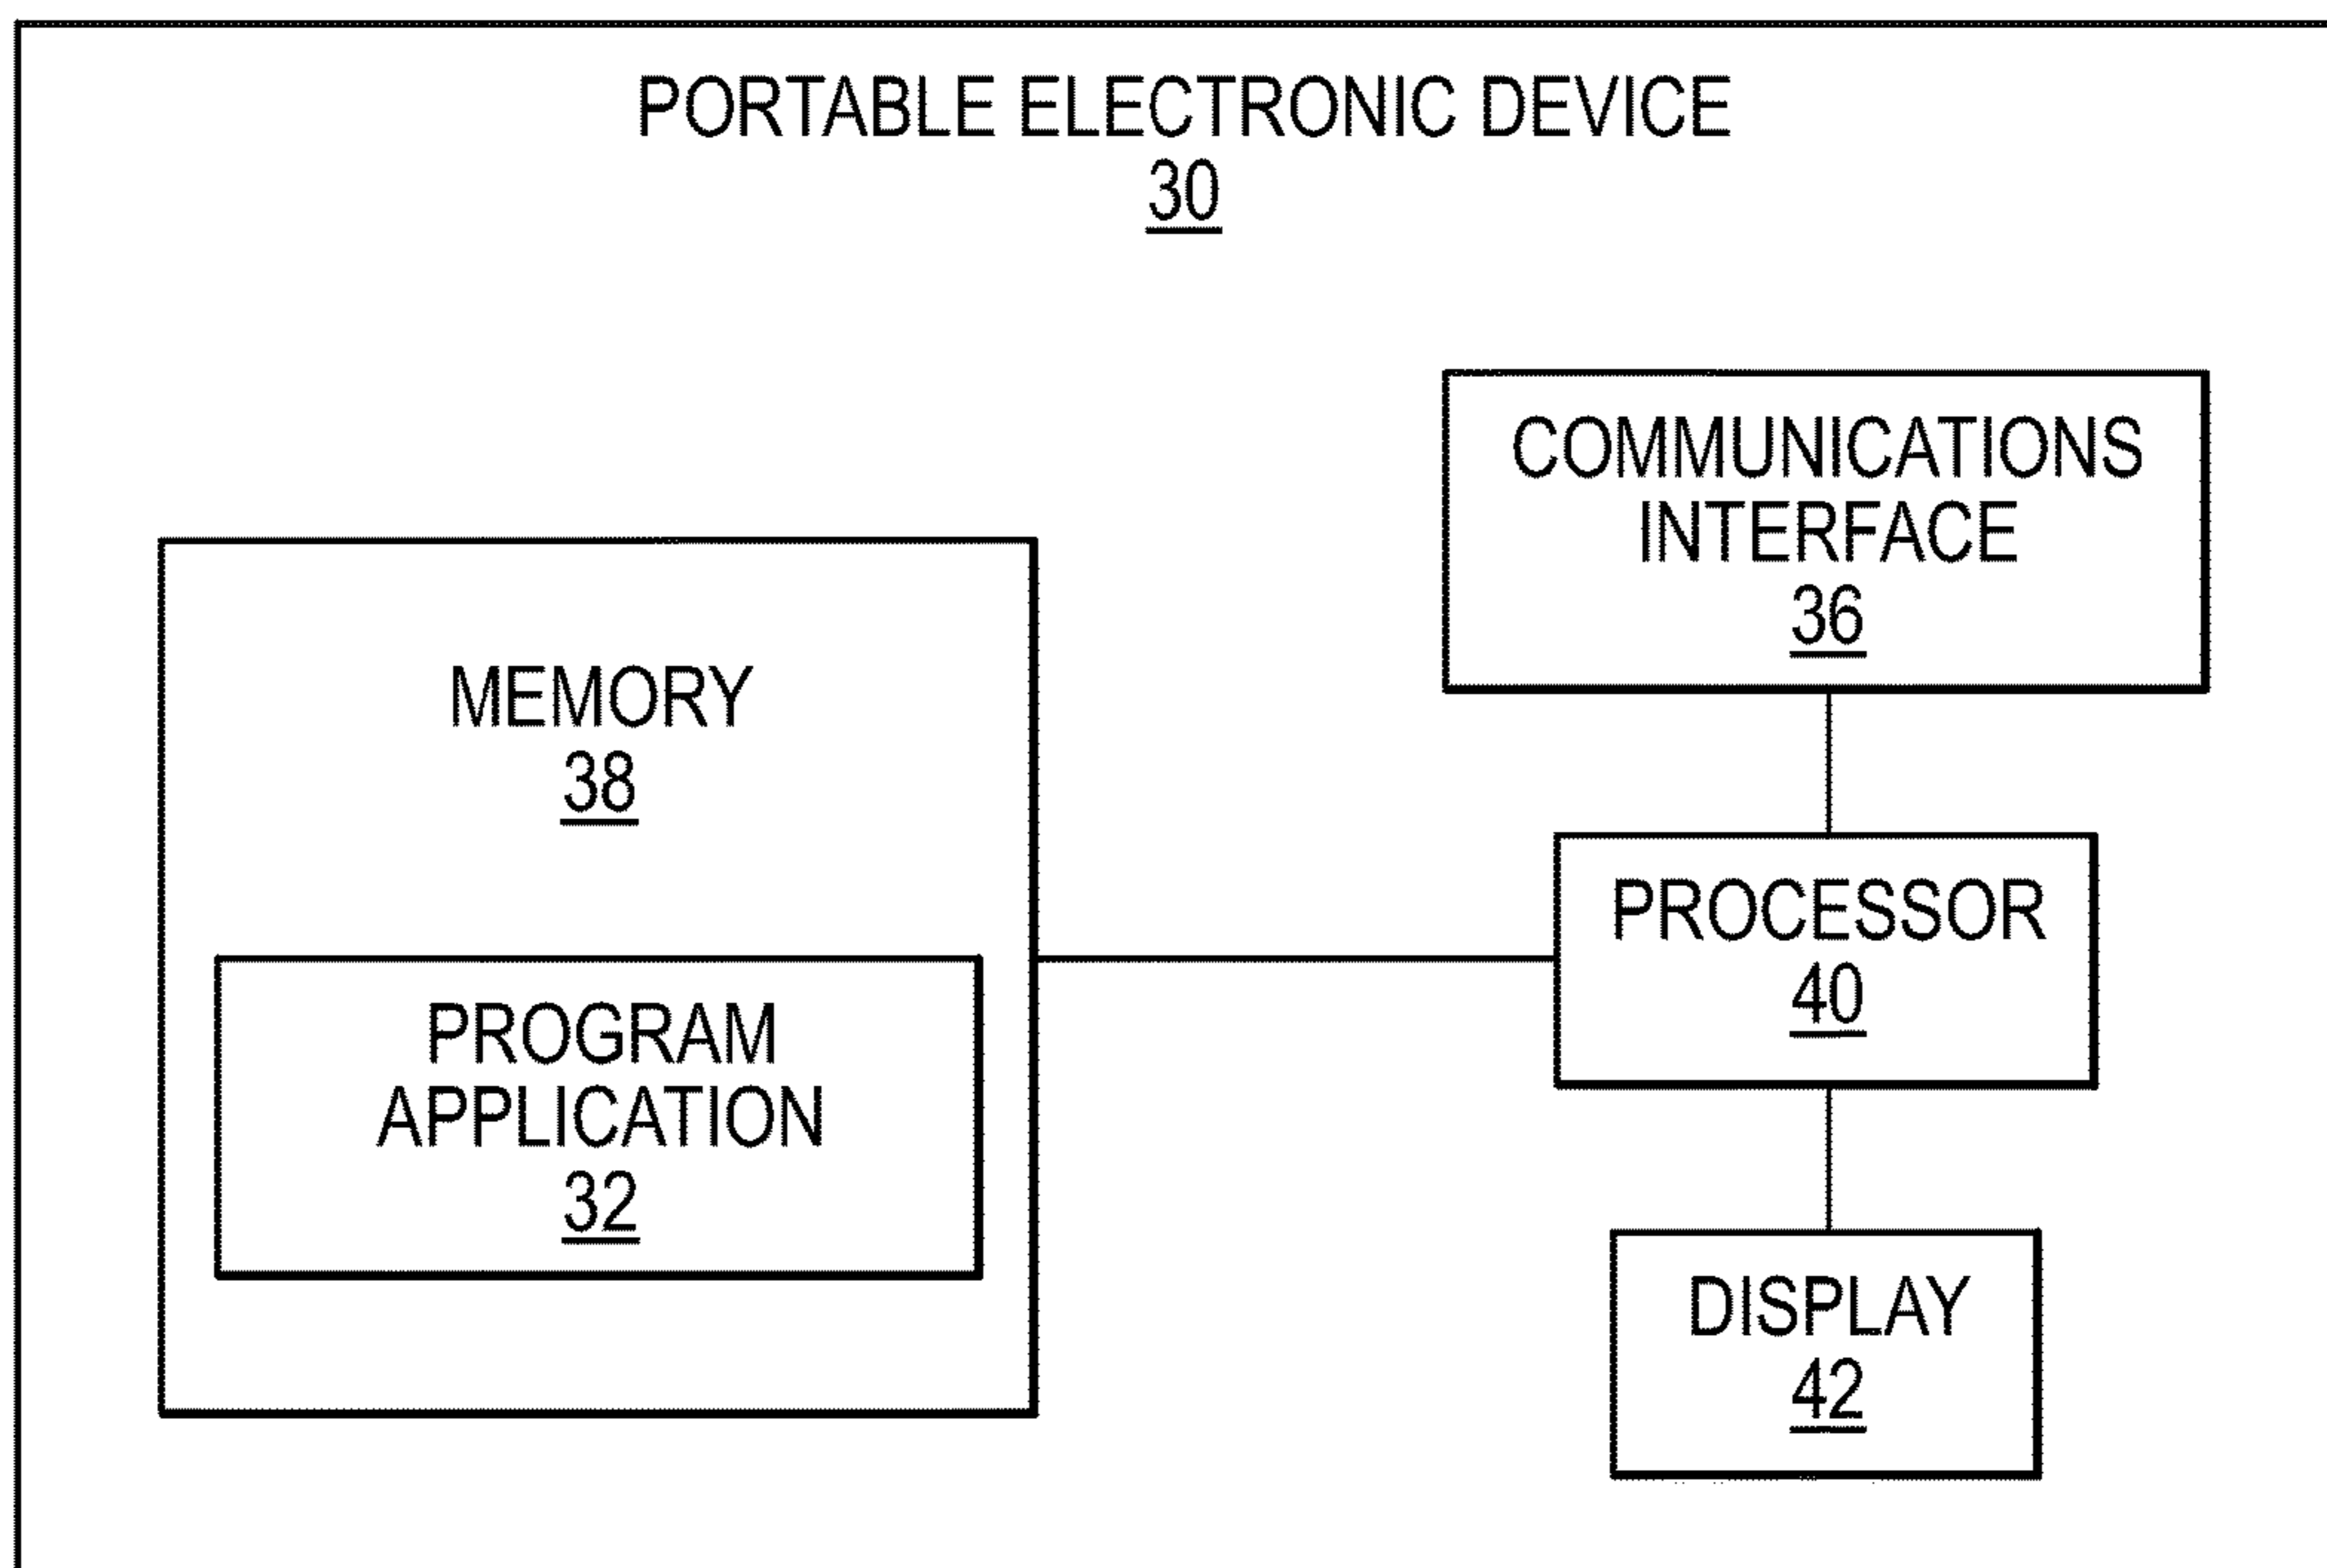 PORTABLE ELECTRONIC DEVICE
30
COMMUNICATIONS
INTERFACE
36
MEMORY
38
PROCESSOR
40
PROGRAM
APPLICATION
32
DISPLAY
42